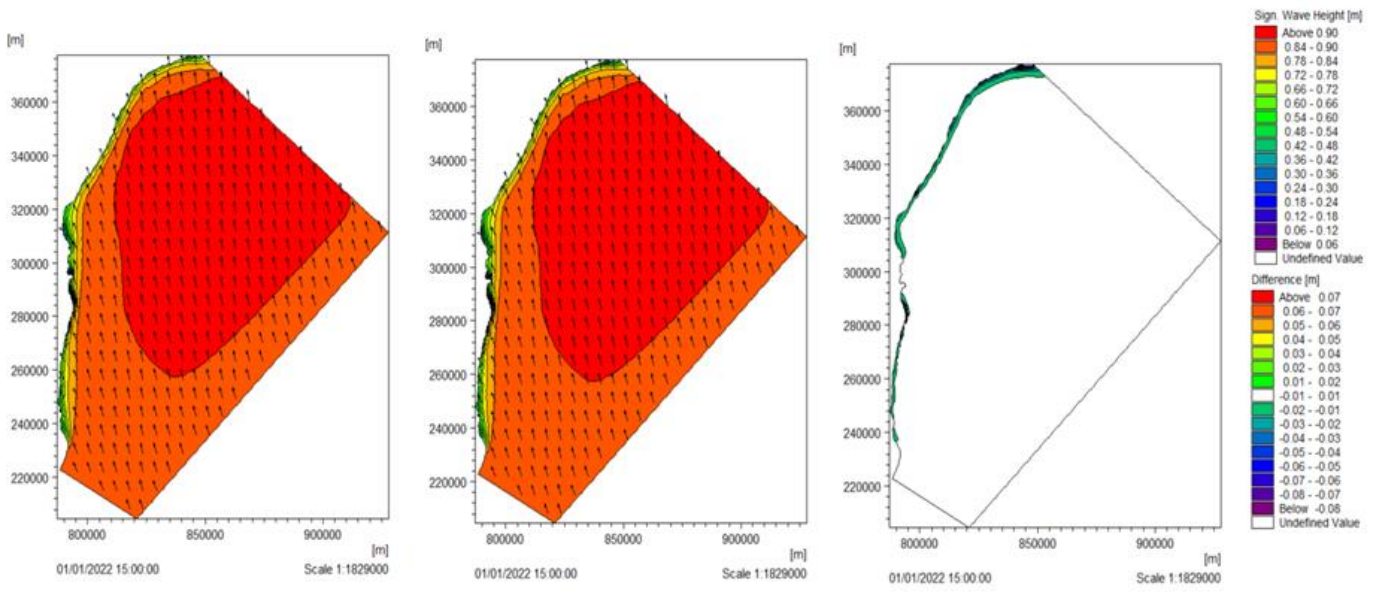 [m]
360000
340000
320000
300000
280000
260000
240000
220000
800000
850000
900000
[m]
01/01/2022 15:00:00
Scale 1:1829000
[m]
360000
340000
320000
300000
280000
260000
240000
220000
800000
850000
900000
[m]
01/01/2022 15:00:00
Scale 1:1829000
[m]
360000
340000
320000
300000
280000
260000
240000
220000
800000
850000
900000
[m]
01/01/2022 15:00:00
Scale 1:1829000
Sign. Wave Height [m]
Above 0.90
0.84 - 0.90
0.78 - 0.84
0.72 - 0.78
0.66 - 0.72
0.60 - 0.66
0.54 - 0.60
0.48 - 0.54
0.42 - 0.48
0.36 - 0.42
0.30 - 0.36
0.24 - 0.30
0.18 - 0.24
0.12 - 0.18
0.06 - 0.12
Below 0.06
Undefined Value
Difference [m]
Above 0.07
0.06 - 0.07
0.05 - 0.06
0.04 - 0.05
0.03 - 0.04
0.02 - 0.03
0.01 - 0.02
-0.01 - 0.01
-0.02 - -0.01
-0.03 - -0.02
-0.04 - -0.03
-0.05 - -0.04
-0.06 - -0.05
-0.07 - -0.06
-0.08 - -0.07
Below -0.08
Undefined Value